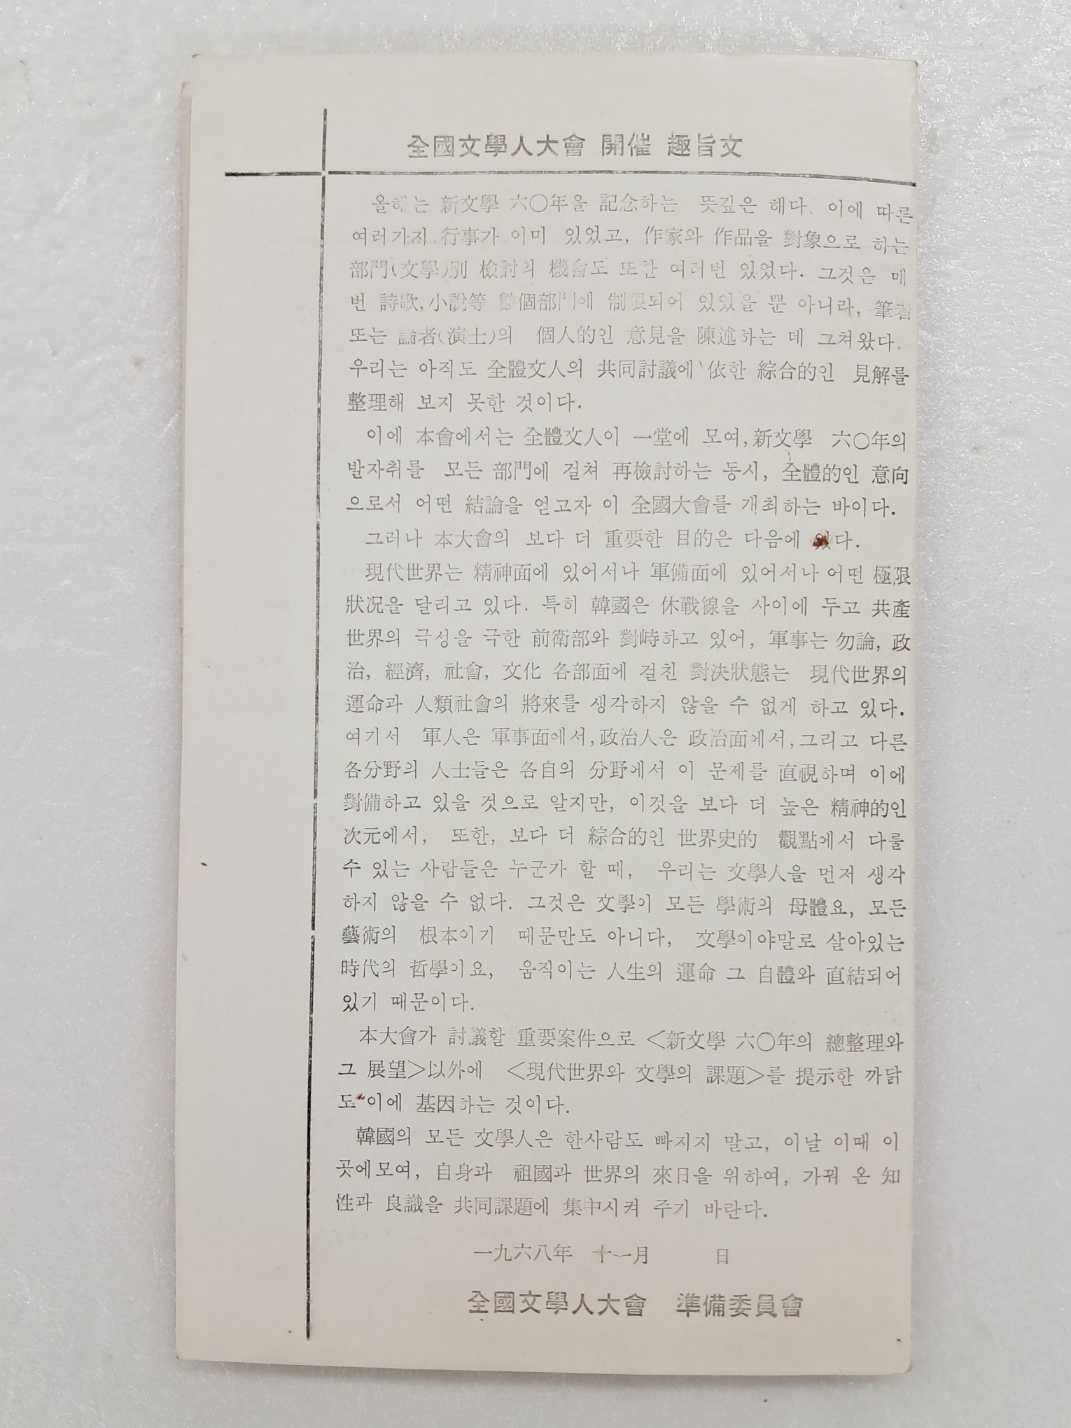 全國文學人大會 開催 趣旨文
올해는 新文學 六〇年을 記念하는 뜻깊은 해다. 이에 따른
여러가지 行事가 이미 있었고, 作家와 作品을 對象으로 하는
部門(文學)別 檢討의 機會도 또한 여러번 있었다. 그것은 매
번 詩歌, 小說等 數個部門에 制限되어 있었을 뿐 아니라, 筆者
또는 論者(演士)의 個人的인 意見을 陳述하는 데 그쳐왔다.
우리는 아직도 全體文人의 共同討議에 依한 綜合的인 見解를
整理해 보지 못한 것이다.
이에 本會에서는 全體文人이 一堂에 모여, 新文學 六〇年의
발자취를 모든 部門에 걸쳐 再檢討하는 동시, 全體的인 意向
으로서 어떤 結論을 얻고자 이 全國大會를 개최하는 바이다.
그러나 本大會의 보다 더 重要한 目的은 다음에 있다.
現代世界는 精神面에 있어서나 軍備面에 있어서나 어떤 極限
狀況을 달리고 있다. 특히 韓國은 休戰線을 사이에 두고 共產
世界의 극성을 극한 前衛部와 對峙하고 있어, 軍事는 勿論, 政
治, 經濟, 社會, 文化 各部面에 걸친 對決狀態는 現代世界의
運命과 人類社會의 將來를 생각하지 않을 수 없게 하고 있다.
여기서 軍人은 軍事面에서, 政治人은 政治面에서, 그리고 다른
各分野의 人士들은 各自의 分野에서 이 문제를 直視하며 이에
對備하고 있을 것으로 알지만, 이것을 보다 더 높은 精神的인
次元에서, 또한, 보다 더 綜合的인 世界史的 觀點에서 다룰
수 있는 사람들은 누군가 할 때, 우리는 文學人을 먼저 생각
하지 않을 수 없다. 그것은 文學이 모든 學術의 母體요, 모든
藝術의 根本이기 때문만도 아니다, 文學이야말로 살아있는
時代의 哲學이요, 움직이는 人生의 運命 그 自體와 直結되어
있기 때문이다.
本大會가 討議할 重要案件으로 <新文學 六〇年의 總整理와
그 展望>以外에 <現代世界와 文學의 課題>를 提示한 까닭
도 이에 基因하는 것이다.
韓國의 모든 文學人은 한사람도 빠지지 말고, 이날 이때 이
곳에 모여, 自身과 祖國과 世界의 來日을 위하여, 가꿔 온 知
性과 良識을 共同課題에 集中시켜 주기 바란다.
一九六八年 十一月 日
全國文學人大會 準備委員會